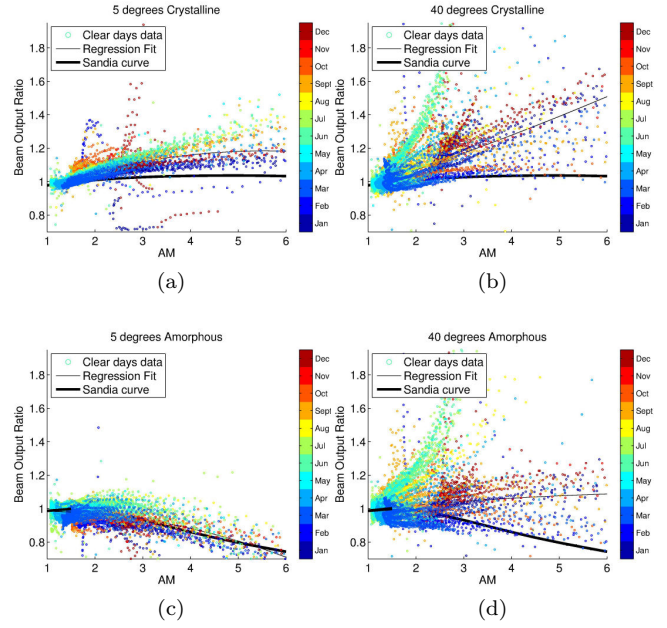 5 degrees Crystalline
Clear days data
Regression Fit
Sandia curve
Beam Output Ratio
1.8
1.6
1.4
1.2
1
0.8
1 2 3 4 5 6
AM
Dec
Nov
Oct
Sept
Aug
Jul
Jun
May
Apr
Mar
Feb
Jan
(a)
40 degrees Crystalline
Clear days data
Regression Fit
Sandia curve
Beam Output Ratio
1.8
1.6
1.4
1.2
1
0.8
1 2 3 4 5 6
AM
Dec
Nov
Oct
Sept
Aug
Jul
Jun
May
Apr
Mar
Feb
Jan
(b)
5 degrees Amorphous
Clear days data
Regression Fit
Sandia curve
Beam Output Ratio
1.8
1.6
1.4
1.2
1
0.8
1 2 3 4 5 6
AM
Dec
Nov
Oct
Sept
Aug
Jul
Jun
May
Apr
Mar
Feb
Jan
(c)
40 degrees Amorphous
Clear days data
Regression Fit
Sandia curve
Beam Output Ratio
1.8
1.6
1.4
1.2
1
0.8
1 2 3 4 5 6
AM
Dec
Nov
Oct
Sept
Aug
Jul
Jun
May
Apr
Mar
Feb
Jan
(d)